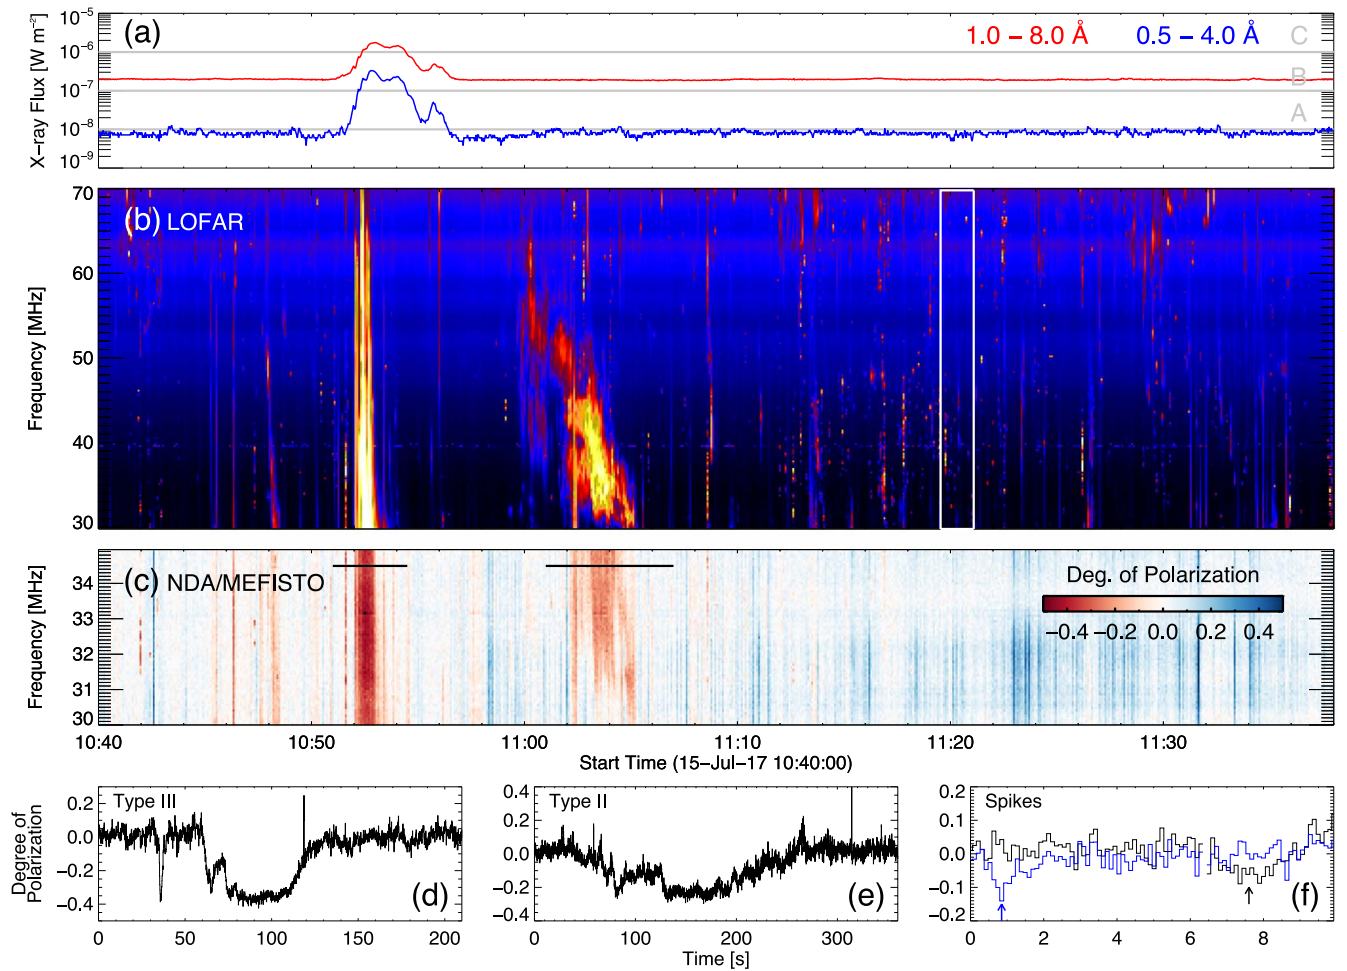 (a)
1.0 – 8.0 Å
0.5 – 4.0 Å
C
B
A
X–ray Flux [W m⁻²]
10⁻⁵
10⁻⁶
10⁻⁷
10⁻⁸
10⁻⁹
(b) LOFAR
Frequency [MHz]
70
60
50
40
30
(c) NDA/MEFISTO
Deg. of Polarization
−0.4 −0.2 0.0 0.2 0.4
Frequency [MHz]
34
33
32
31
30
10:40 10:50 11:00 11:10 11:20 11:30
Start Time (15–Jul–17 10:40:00)
Degree of
Polarization
Type III
(d)
0.2
0.0
−0.2
−0.4
0 50 100 150 200
Type II
(e)
0.4
0.2
0.0
−0.2
−0.4
0 100 200 300
Time [s]
Spikes
(f)
0.2
0.1
0.0
−0.1
−0.2
0 2 4 6 8